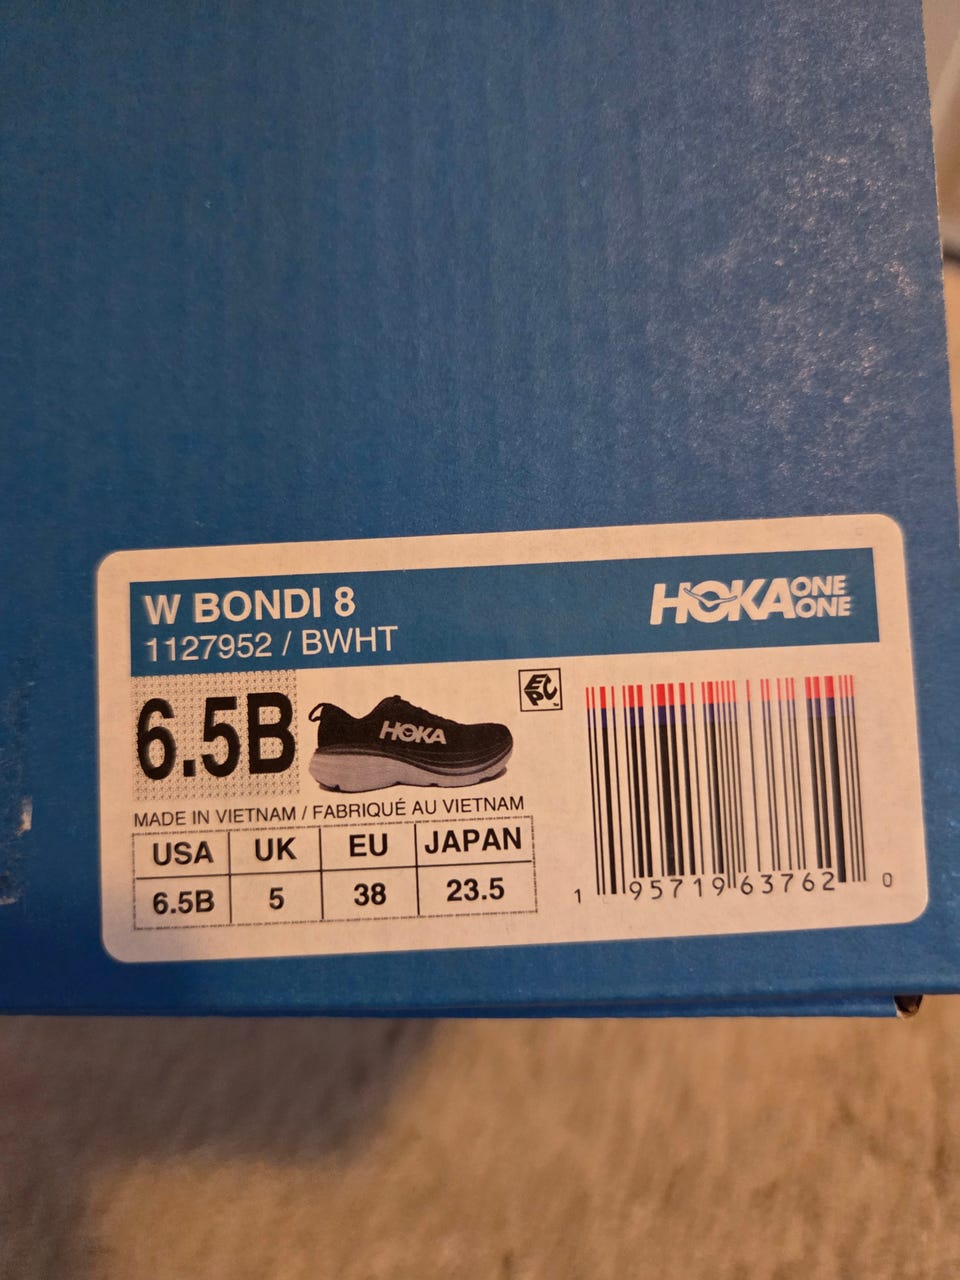 W BONDI 8
1127952 / BWHT
HOKA ONE ONE
6.5B
HOKA
EPC
MADE IN VIETNAM / FABRIQUÉ AU VIETNAM
USA UK EU JAPAN
6.5B 5 38 23.5
1 95719 63762 0